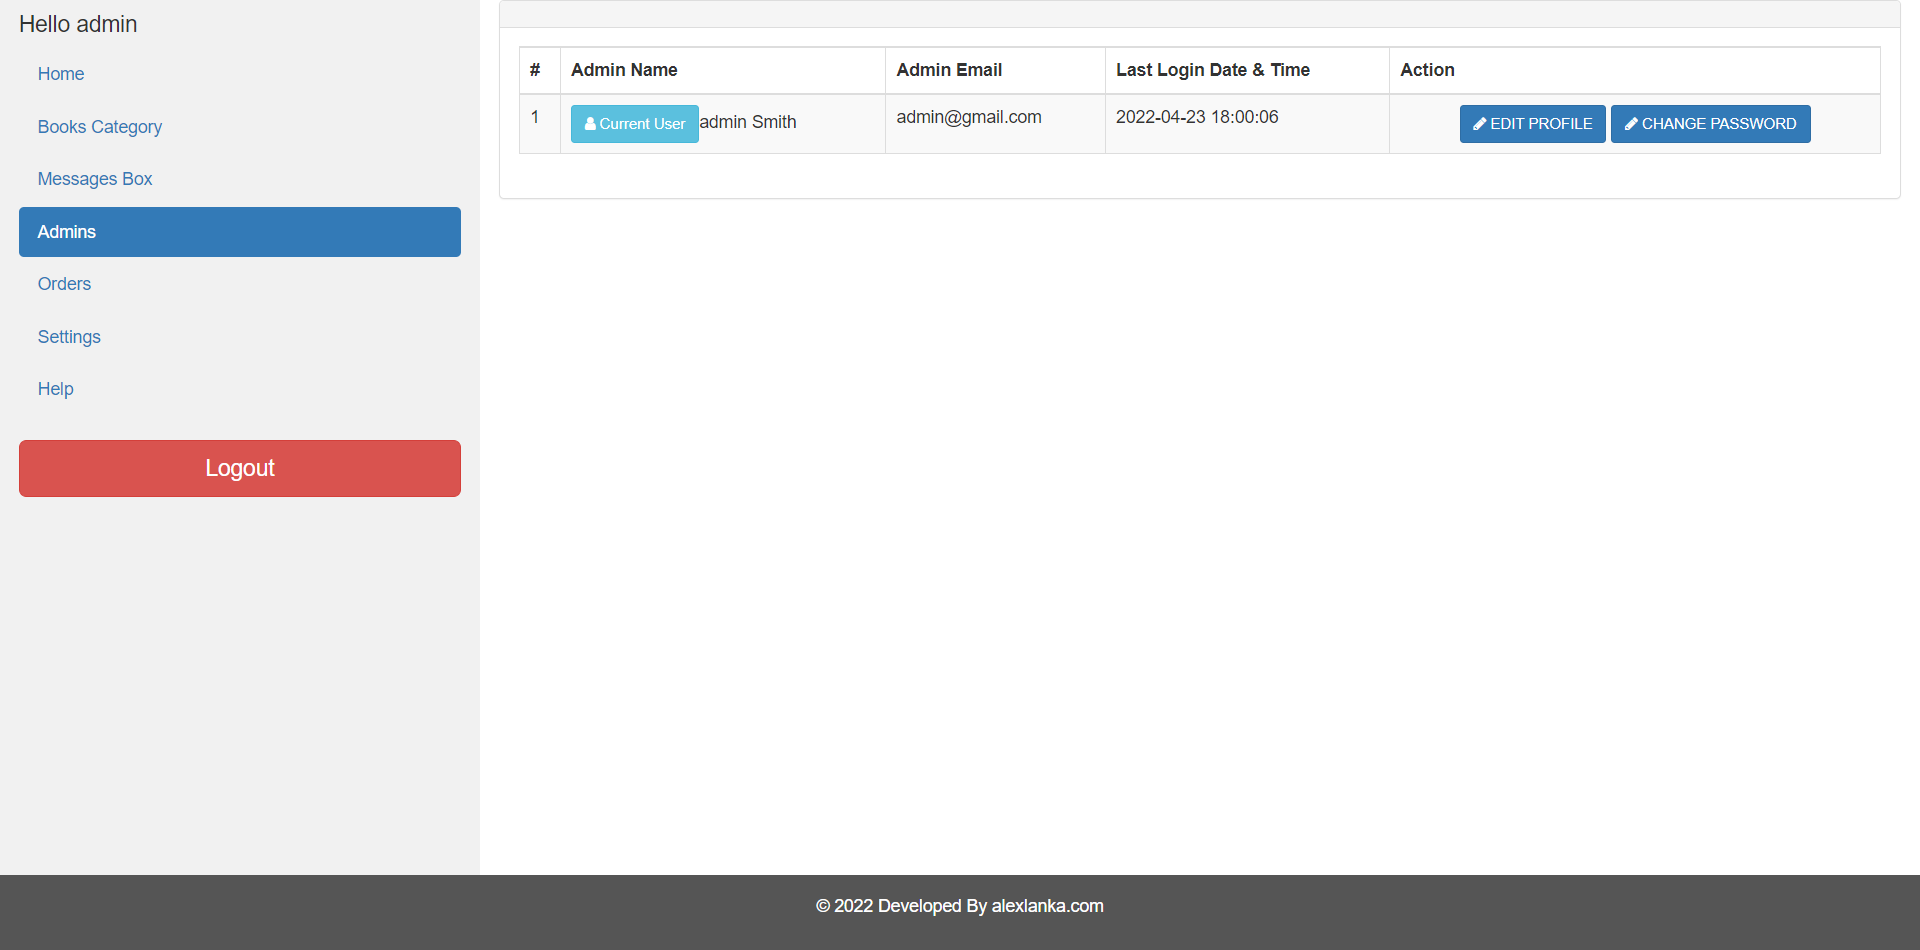 Hello admin
Home
Books Category
Messages Box
Admins
Orders
Settings
Help
Logout
# Admin Name Admin Email Last Login Date & Time Action
1 Current User admin Smith admin@gmail.com 2022-04-23 18:00:06 EDIT PROFILE CHANGE PASSWORD
© 2022 Developed By alexlanka.com